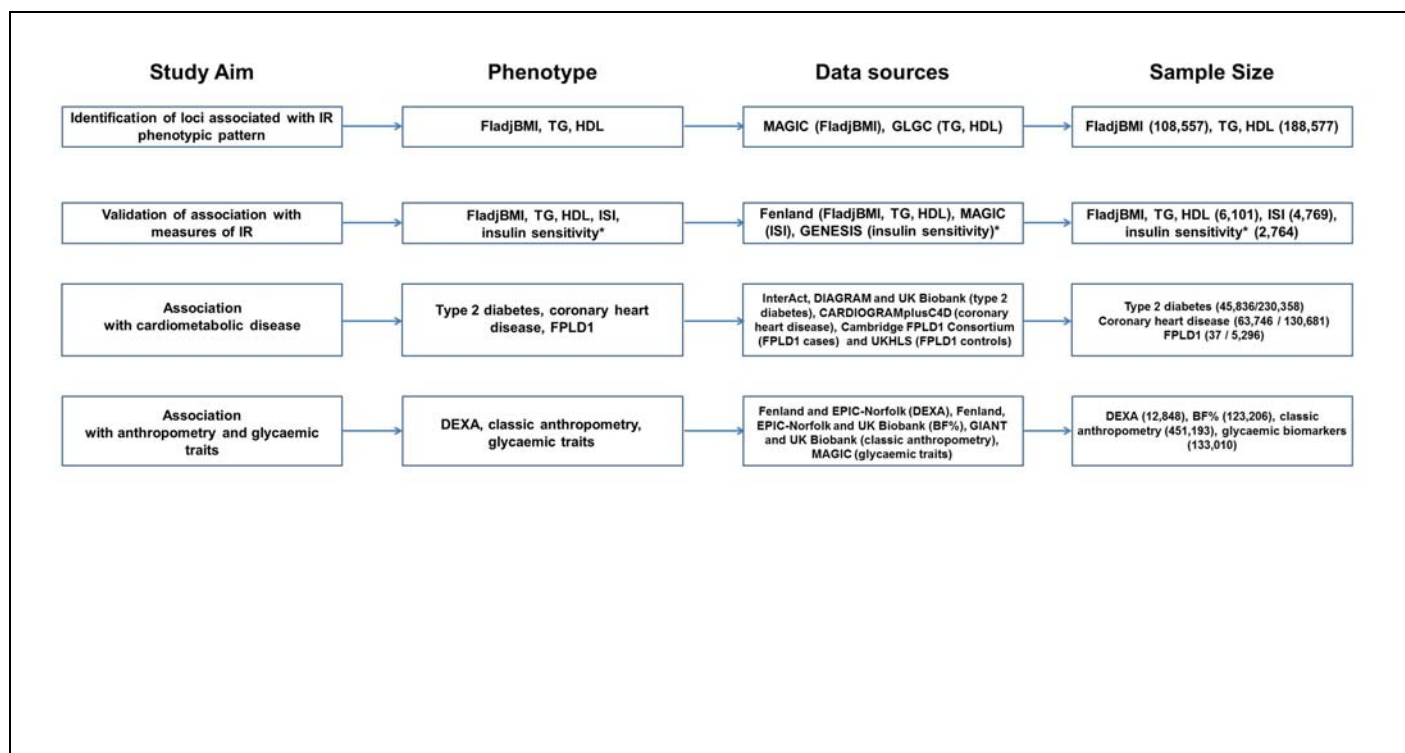 Study Aim
Phenotype
Data sources
Sample Size
Identification of loci associated with IR
phenotypic pattern
FIadjBMI, TG, HDL
MAGIC (FIadjBMI), GLGC (TG, HDL)
FIadjBMI (108,557), TG, HDL (188,577)
Validation of association with
measures of IR
FIadjBMI, TG, HDL, ISI,
insulin sensitivity*
Fenland (FIadjBMI, TG, HDL), MAGIC
(ISI), GENESIS (insulin sensitivity)*
FIadjBMI, TG, HDL (6,101), ISI (4,769),
insulin sensitivity* (2,764)
Association
with cardiometabolic disease
Type 2 diabetes, coronary heart
disease, FPLD1
InterAct, DIAGRAM and UK Biobank (type 2
diabetes), CARDIOGRAMplusC4D (coronary
heart disease), Cambridge FPLD1 Consortium
(FPLD1 cases) and UKHLS (FPLD1 controls)
Type 2 diabetes (45,836/230,358)
Coronary heart disease (63,746 / 130,681)
FPLD1 (37 / 5,296)
Association
with anthropometry and glycaemic
traits
DEXA, classic anthropometry,
glycaemic traits
Fenland and EPIC-Norfolk (DEXA), Fenland,
EPIC-Norfolk and UK Biobank (BF%), GIANT
and UK Biobank (classic anthropometry),
MAGIC (glycaemic traits)
DEXA (12,848), BF% (123,206), classic
anthropometry (451,193), glycaemic biomarkers
(133,010)